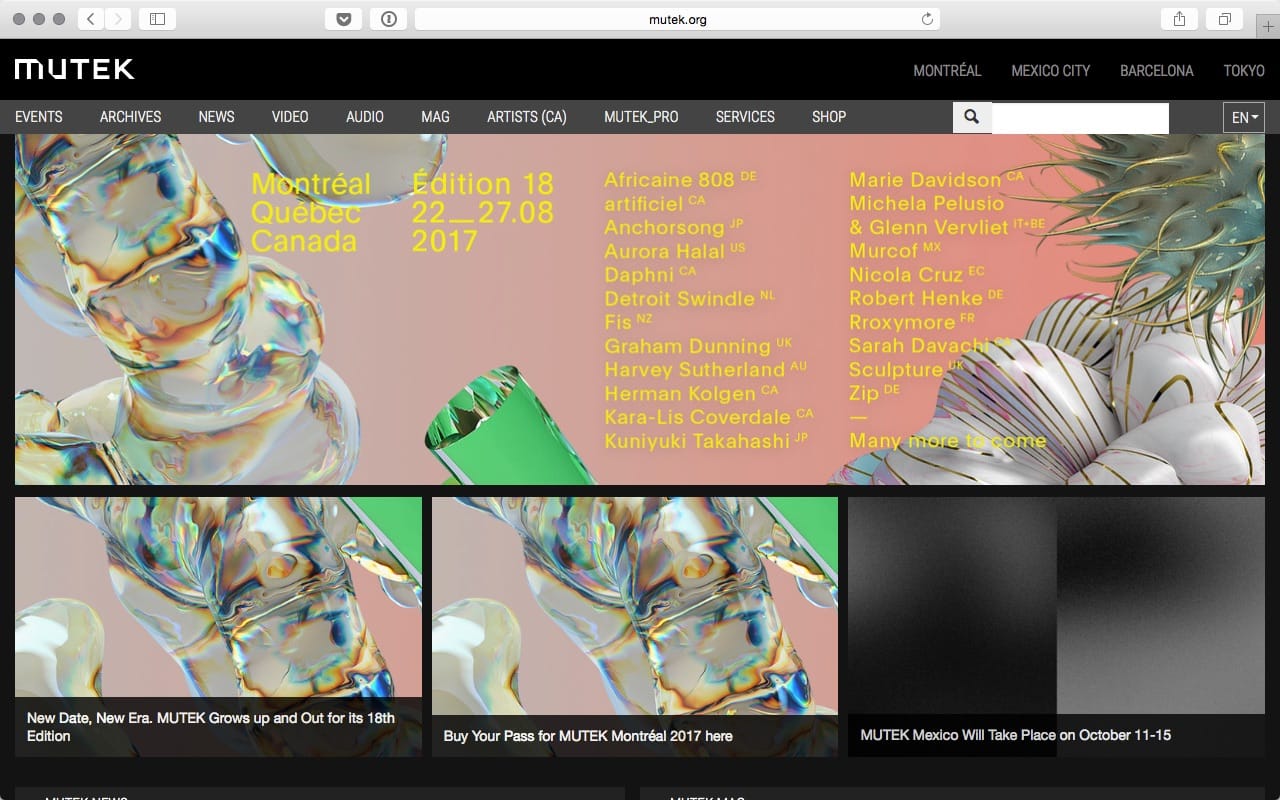 mutek.org
MUTEK
MONTRÉAL
MEXICO CITY
BARCELONA
TOKYO
EVENTS
ARCHIVES
NEWS
VIDEO
AUDIO
MAG
ARTISTS (CA)
MUTEK_PRO
SERVICES
SHOP
EN
Montréal
Québec
Canada
Édition 18
22__27.08
2017
Africaine 808 DE
artificiel CA
Anchorsong JP
Aurora Halal US
Daphni CA
Detroit Swindle NL
Fis NZ
Graham Dunning UK
Harvey Sutherland AU
Herman Kolgen CA
Kara-Lis Coverdale CA
Kuniyuki Takahashi JP
Marie Davidson CA
Michela Pelusio
& Glenn Vervliet IT+BE
Murcof MX
Nicola Cruz EC
Robert Henke DE
Rroxymore FR
Sarah Davachi CA
Sculpture UK
Zip DE
—
Many more to come
New Date, New Era. MUTEK Grows up and Out for its 18th
Edition
Buy Your Pass for MUTEK Montréal 2017 here
MUTEK Mexico Will Take Place on October 11-15
MUTEK NEWS
MUTEK MAG